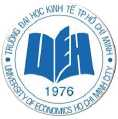 TRƯỜNG ĐẠI HỌC KINH TẾ TP.HỒ CHÍ MINH
UEH
1976
UNIVERSITY OF ECONOMICS HO CHI MINH CITY